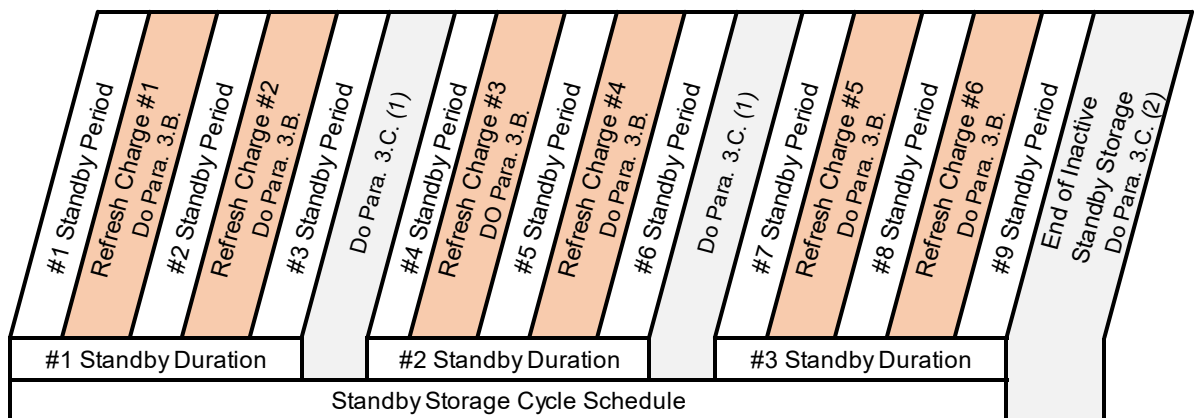 #1 Standby Period
Refresh Charge #1
Do Para. 3.B.
#2 Standby Period
Refresh Charge #2
Do Para. 3.B.
#3 Standby Period
Do Para. 3.C. (1)
#4 Standby Period
Refresh Charge #3
DO Para. 3.B.
#5 Standby Period
Refresh Charge #4
Do Para. 3.B.
#6 Standby Period
Do Para. 3.C. (1)
#7 Standby Period
Refresh Charge #5
Do Para. 3.B.
#8 Standby Period
Refresh Charge #6
Do Para. 3.B.
#9 Standby Period
End of Inactive
Standby Storage
Do Para. 3.C. (2)
#1 Standby Duration
#2 Standby Duration
#3 Standby Duration
Standby Storage Cycle Schedule